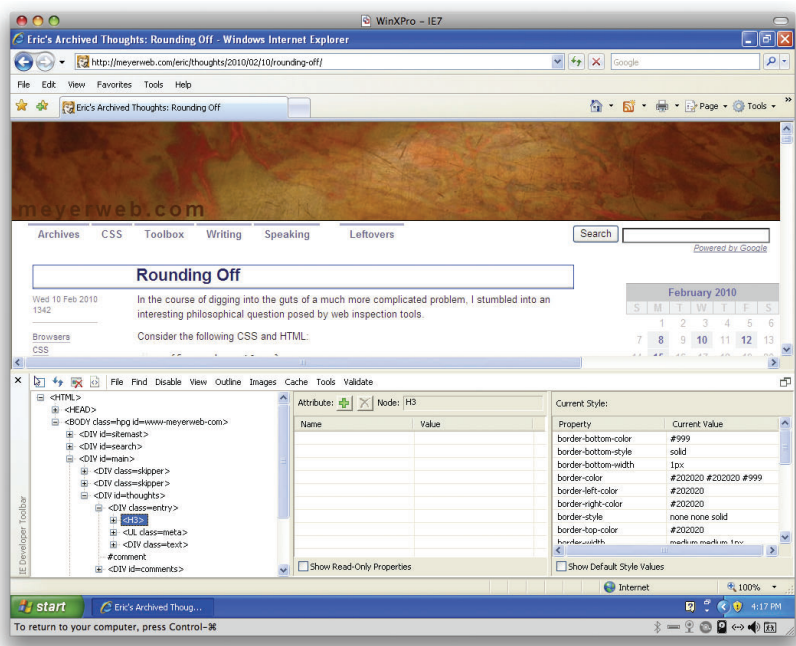 WinXPro – IE7
Eric's Archived Thoughts: Rounding Off - Windows Internet Explorer
http://meyerweb.com/eric/thoughts/2010/02/10/rounding-off/
Google
File Edit View Favorites Tools Help
Eric's Archived Thoughts: Rounding Off
Page Tools »
meyerweb.com
Archives CSS Toolbox Writing Speaking Leftovers
Search
Powered by Google
Rounding Off
Wed 10 Feb 2010
1342
In the course of digging into the guts of a much more complicated problem, I stumbled into an
interesting philosophical question posed by web inspection tools.
Browsers
CSS
Consider the following CSS and HTML:
February 2010
S M T W T F S
1 2 3 4 5 6
7 8 9 10 11 12 13
File Find Disable View Outline Images Cache Tools Validate
IE Developer Toolbar
<HTML>
<HEAD>
<BODY class=hpg id=www-meyerweb-com>
<DIV id=sitemast>
<DIV id=search>
<DIV id=main>
<DIV class=skipper>
<DIV class=skipper>
<DIV id=thoughts>
<DIV class=entry>
<H3>
<UL class=meta>
<DIV class=text>
#comment
<DIV id=comments>
Attribute: Node: H3
Name Value
Show Read-Only Properties
Current Style:
Property Current Value
border-bottom-color #999
border-bottom-style solid
border-bottom-width 1px
border-color #202020 #202020 #999
border-left-color #202020
border-right-color #202020
border-style none none solid
border-top-color #202020
border-width medium medium 1px
Show Default Style Values
Internet 100%
start Eric's Archived Thoug... 4:17 PM
To return to your computer, press Control-⌘